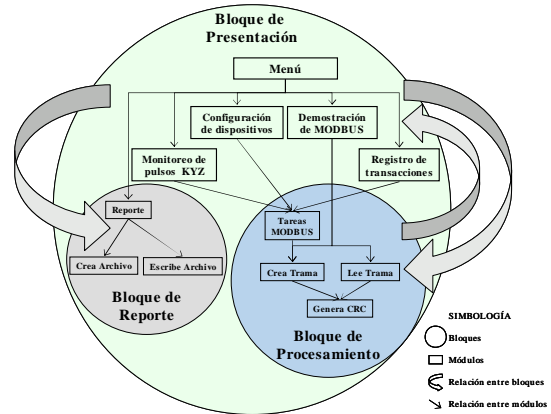 Bloque de
Presentación
Menú
Configuración
de dispositivos
Demostración
de MODBUS
Monitoreo de
pulsos KYZ
Registro de
transacciones
Reporte
Crea Archivo
Escribe Archivo
Bloque de
Reporte
Tareas
MODBUS
Crea Trama
Lee Trama
Genera CRC
Bloque de
Procesamiento
SIMBOLOGÍA
Bloques
Módulos
Relación entre bloques
Relación entre módulos